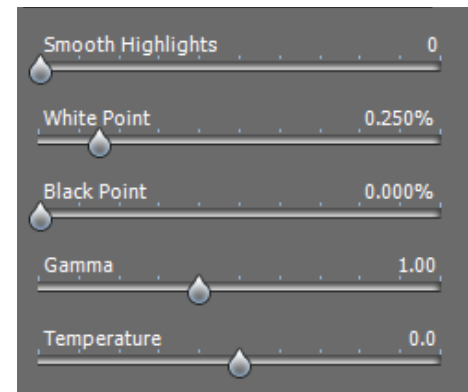 Smooth Highlights 0
White Point 0.250%
Black Point 0.000%
Gamma 1.00
Temperature 0.0